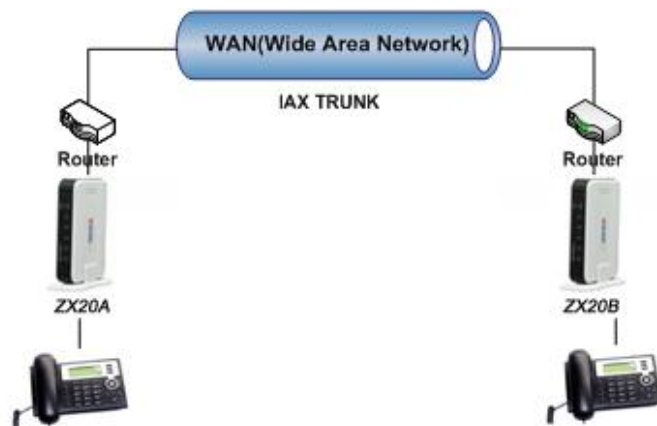 WAN(Wide Area Network)
IAX TRUNK
Router
Router
ZX20A
ZX20B